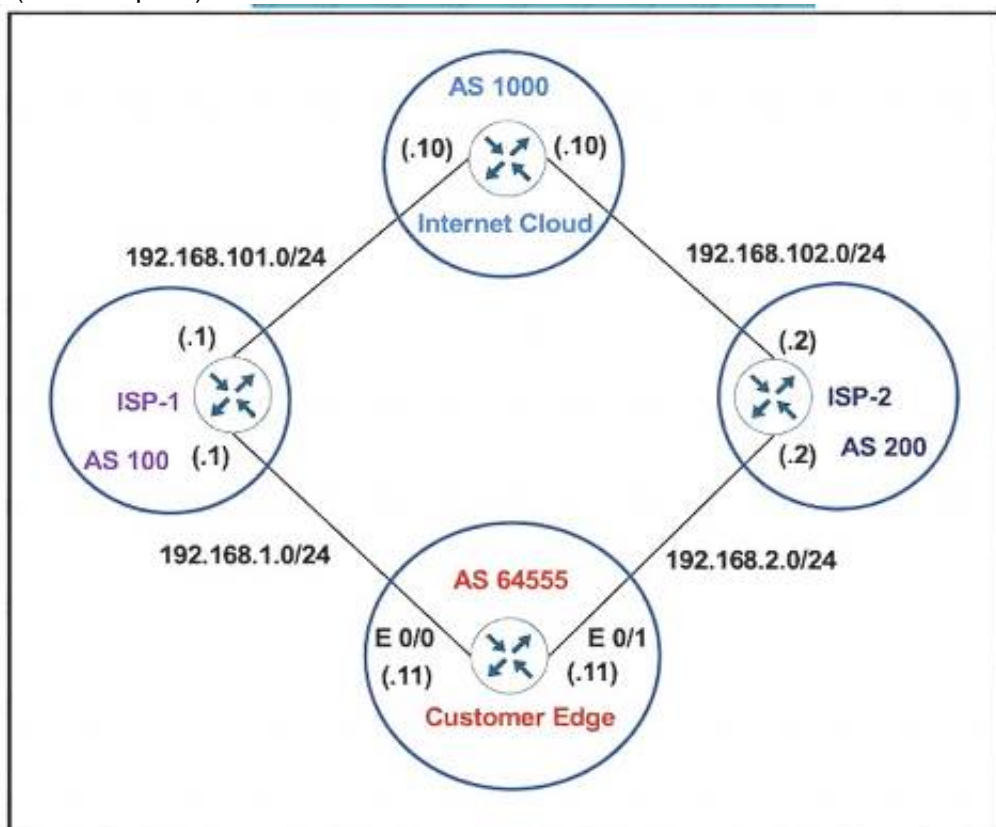 AS 1000
(.10)
(.10)
Internet Cloud
192.168.101.0/24
192.168.102.0/24
(.1)
(.2)
ISP-1
ISP-2
AS 100
(.1)
(.2)
AS 200
192.168.1.0/24
192.168.2.0/24
AS 64555
E 0/0
E 0/1
(.11)
(.11)
Customer Edge